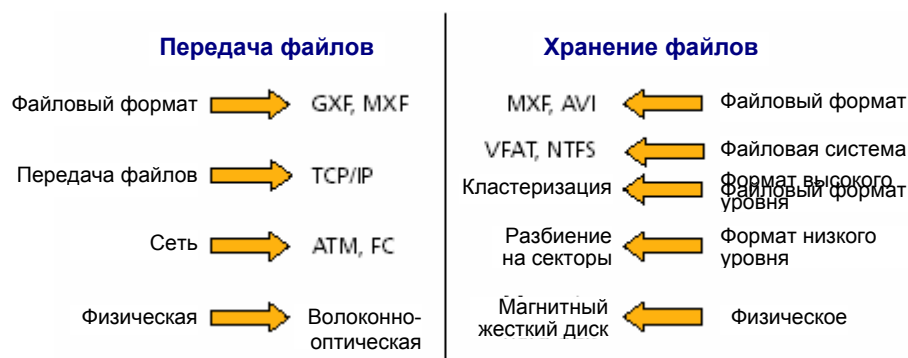 Передача файлов
Файловый формат GXF, MXF
Передача файлов TCP/IP
Сеть ATM, FC
Физическая Волоконно-
оптическая
Хранение файлов
MXF, AVI Файловый формат
VFAT, NTFS Файловая система
Кластеризация Формат высокого
Файловый формат
уровня
Разбиение Формат низкого
на секторы уровня
Магнитный
жесткий диск Физическое